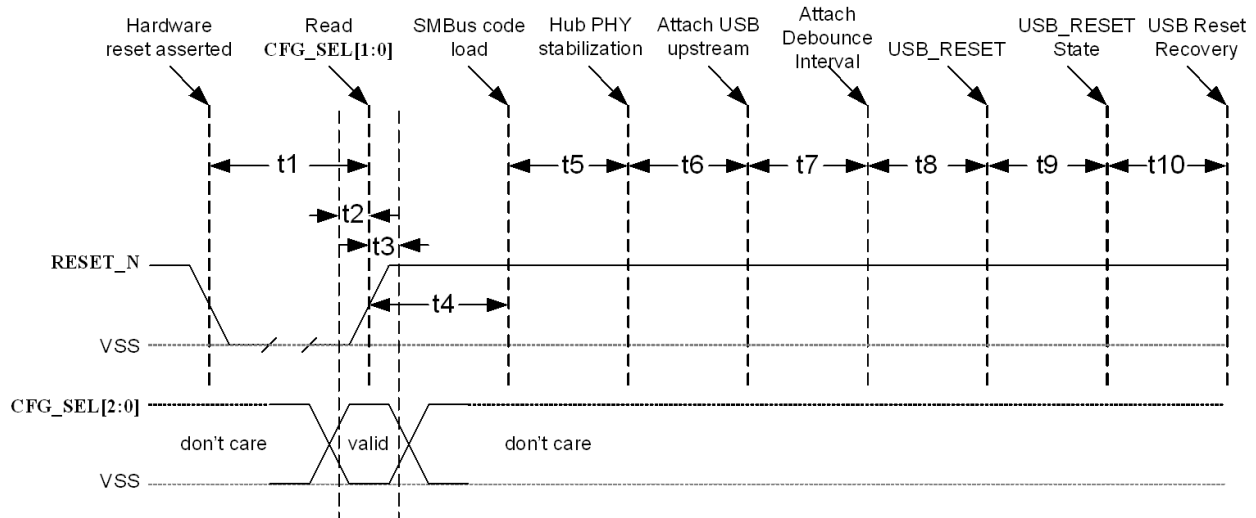 Hardware
reset asserted
Read
CFG_SEL[1:0]
SMBus code
load
Hub PHY
stabilization
Attach USB
upstream
Attach
Debounce
Interval
USB_RESET
USB_RESET
State
USB Reset
Recovery
t1
t5
t6
t7
t8
t9
t10
t2
t3
RESET_N
t4
VSS
CFG_SEL[2:0]
don't care
valid
don't care
VSS